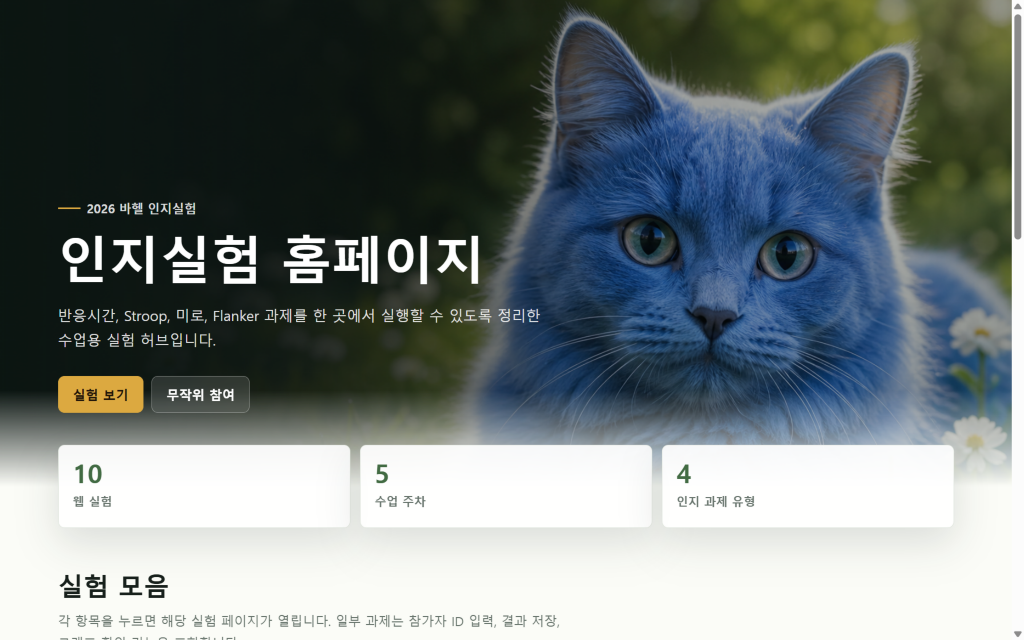 2026 바헬 인지실험
인지실험 홈페이지
반응시간, Stroop, 미로, Flanker 과제를 한 곳에서 실행할 수 있도록 정리한
수업용 실험 허브입니다.
실험 보기
무작위 참여
10
웹 실험
5
수업 주차
4
인지 과제 유형
실험 모음
각 항목을 누르면 해당 실험 페이지가 열립니다. 일부 과제는 참가자 ID 입력, 결과 저장,